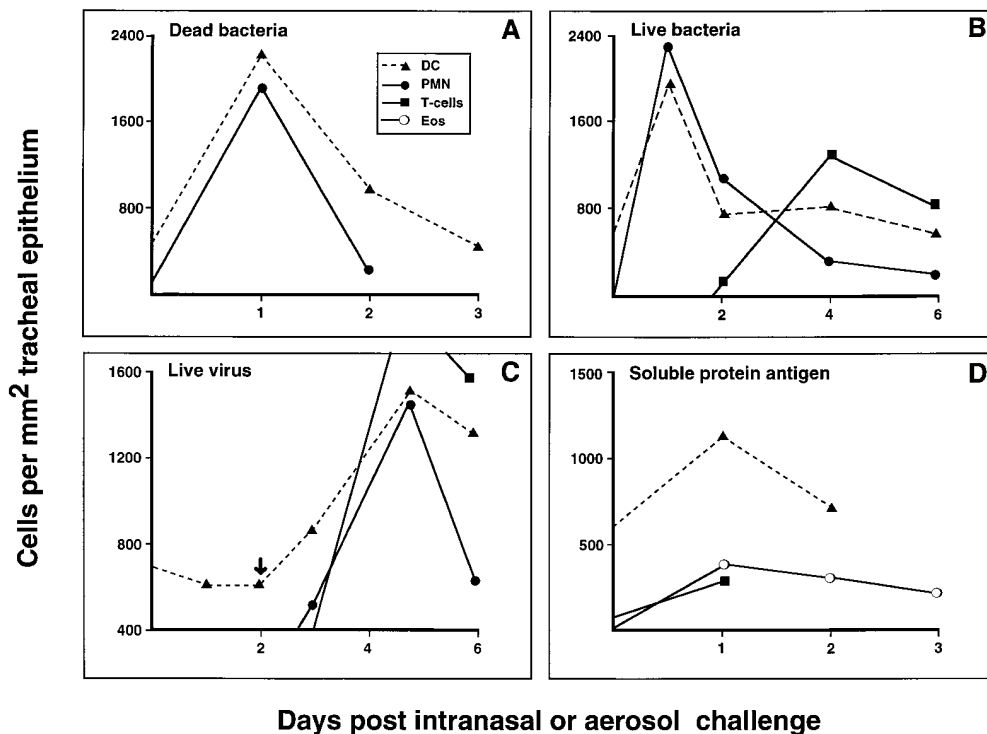 Cells per mm² tracheal epithelium
Dead bacteria
A
2400
1600
800
1
2
3
DC
PMN
T-cells
Eos
Live bacteria
B
2400
1600
800
2
4
6
Live virus
C
1600
1200
800
400
2
4
6
Soluble protein antigen
D
1500
1000
500
1
2
3
Days post intranasal or aerosol challenge